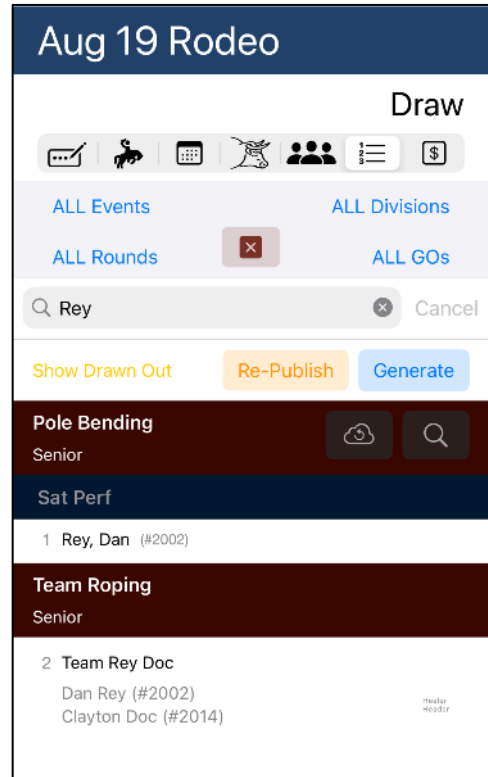 Aug 19 Rodeo
Draw
ALL Events ALL Divisions
ALL Rounds ALL GOs
Rey Cancel
Show Drawn Out Re-Publish Generate
Pole Bending
Senior
Sat Perf
1 Rey, Dan (#2002)
Team Roping
Senior
2 Team Rey Doc
Dan Rey (#2002) Healer
Clayton Doc (#2014) Header